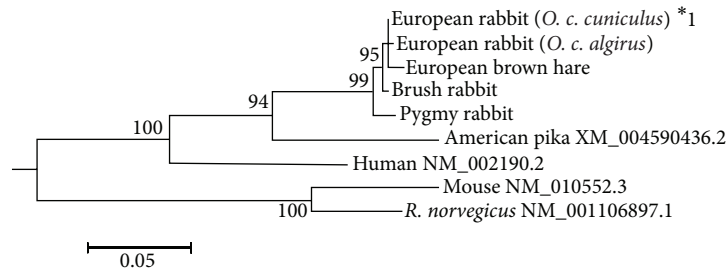 European rabbit (O. c. cuniculus) *1
European rabbit (O. c. algirus)
95
European brown hare
99
Brush rabbit
94
Pygmy rabbit
100
American pika XM_004590436.2
Human NM_002190.2
Mouse NM_010552.3
100
R. norvegicus NM_001106897.1
0.05